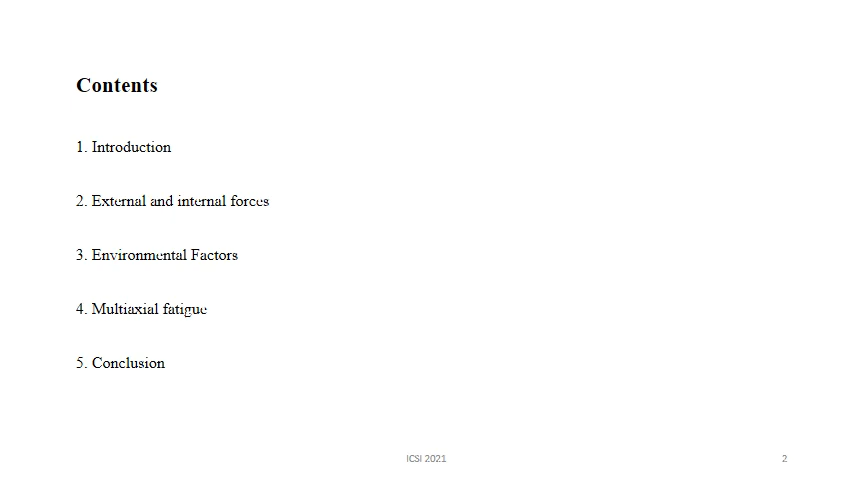 Contents
1. Introduction
2. External and internal forces
3. Environmental Factors
4. Multiaxial fatigue
5. Conclusion
ICSI 2021
2